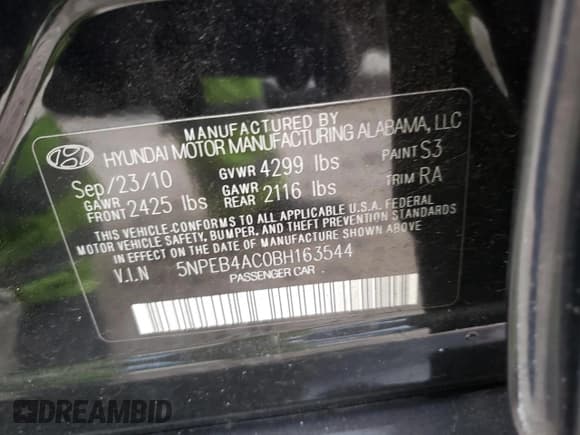 MANUFACTURED BY
HYUNDAI MOTOR MANUFACTURING ALABAMA, LLC
Sep/23/10 GVWR 4299 lbs PAINT S3
GAWR FRONT 2425 lbs GAWR REAR 2116 lbs TRIM RA
THIS VEHICLE CONFORMS TO ALL APPLICABLE U.S.A. FEDERAL
MOTOR VEHICLE SAFETY, BUMPER, AND THEFT PREVENTION STANDARDS
IN EFFECT ON THE DATE OF MANUFACTURE SHOWN ABOVE.
V.I.N 5NPEB4AC0BH163544
PASSENGER CAR
DREAMBID